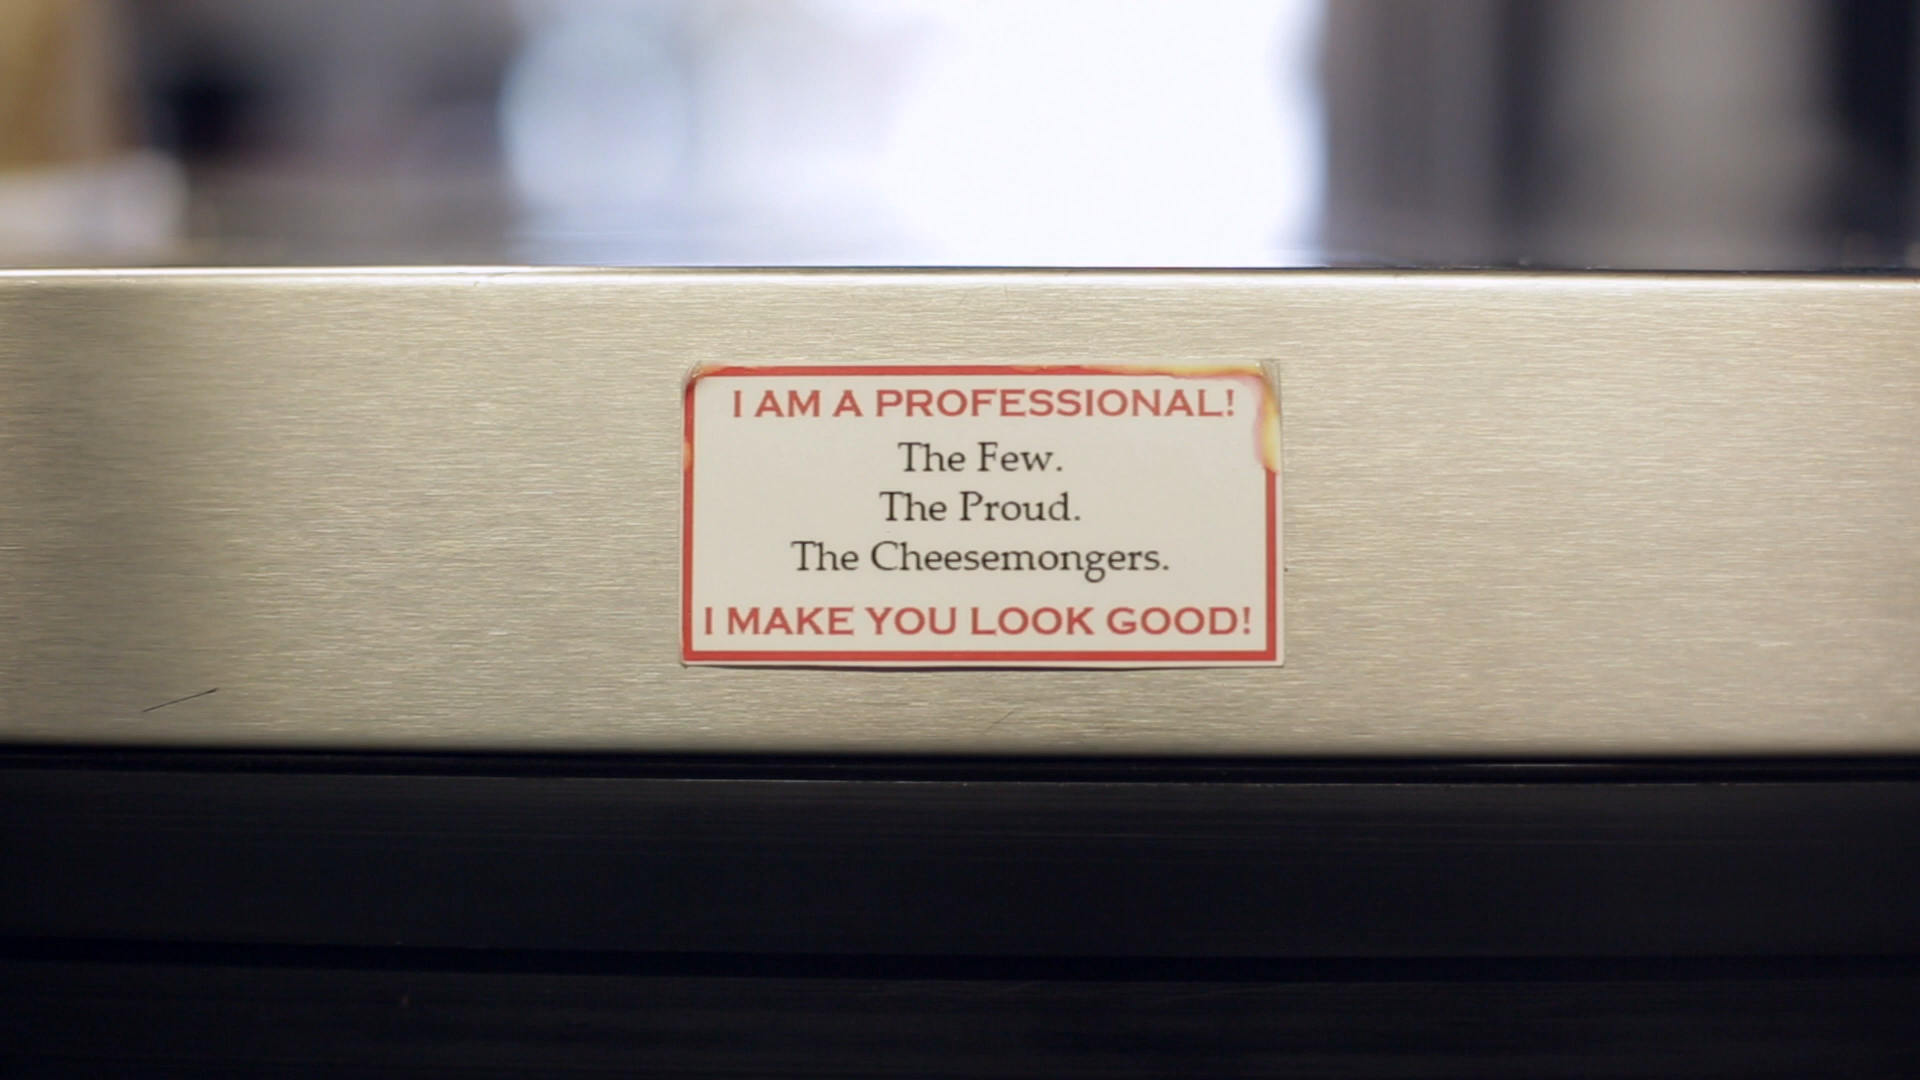 I AM A PROFESSIONAL!
The Few.
The Proud.
The Cheesemongers.
I MAKE YOU LOOK GOOD!